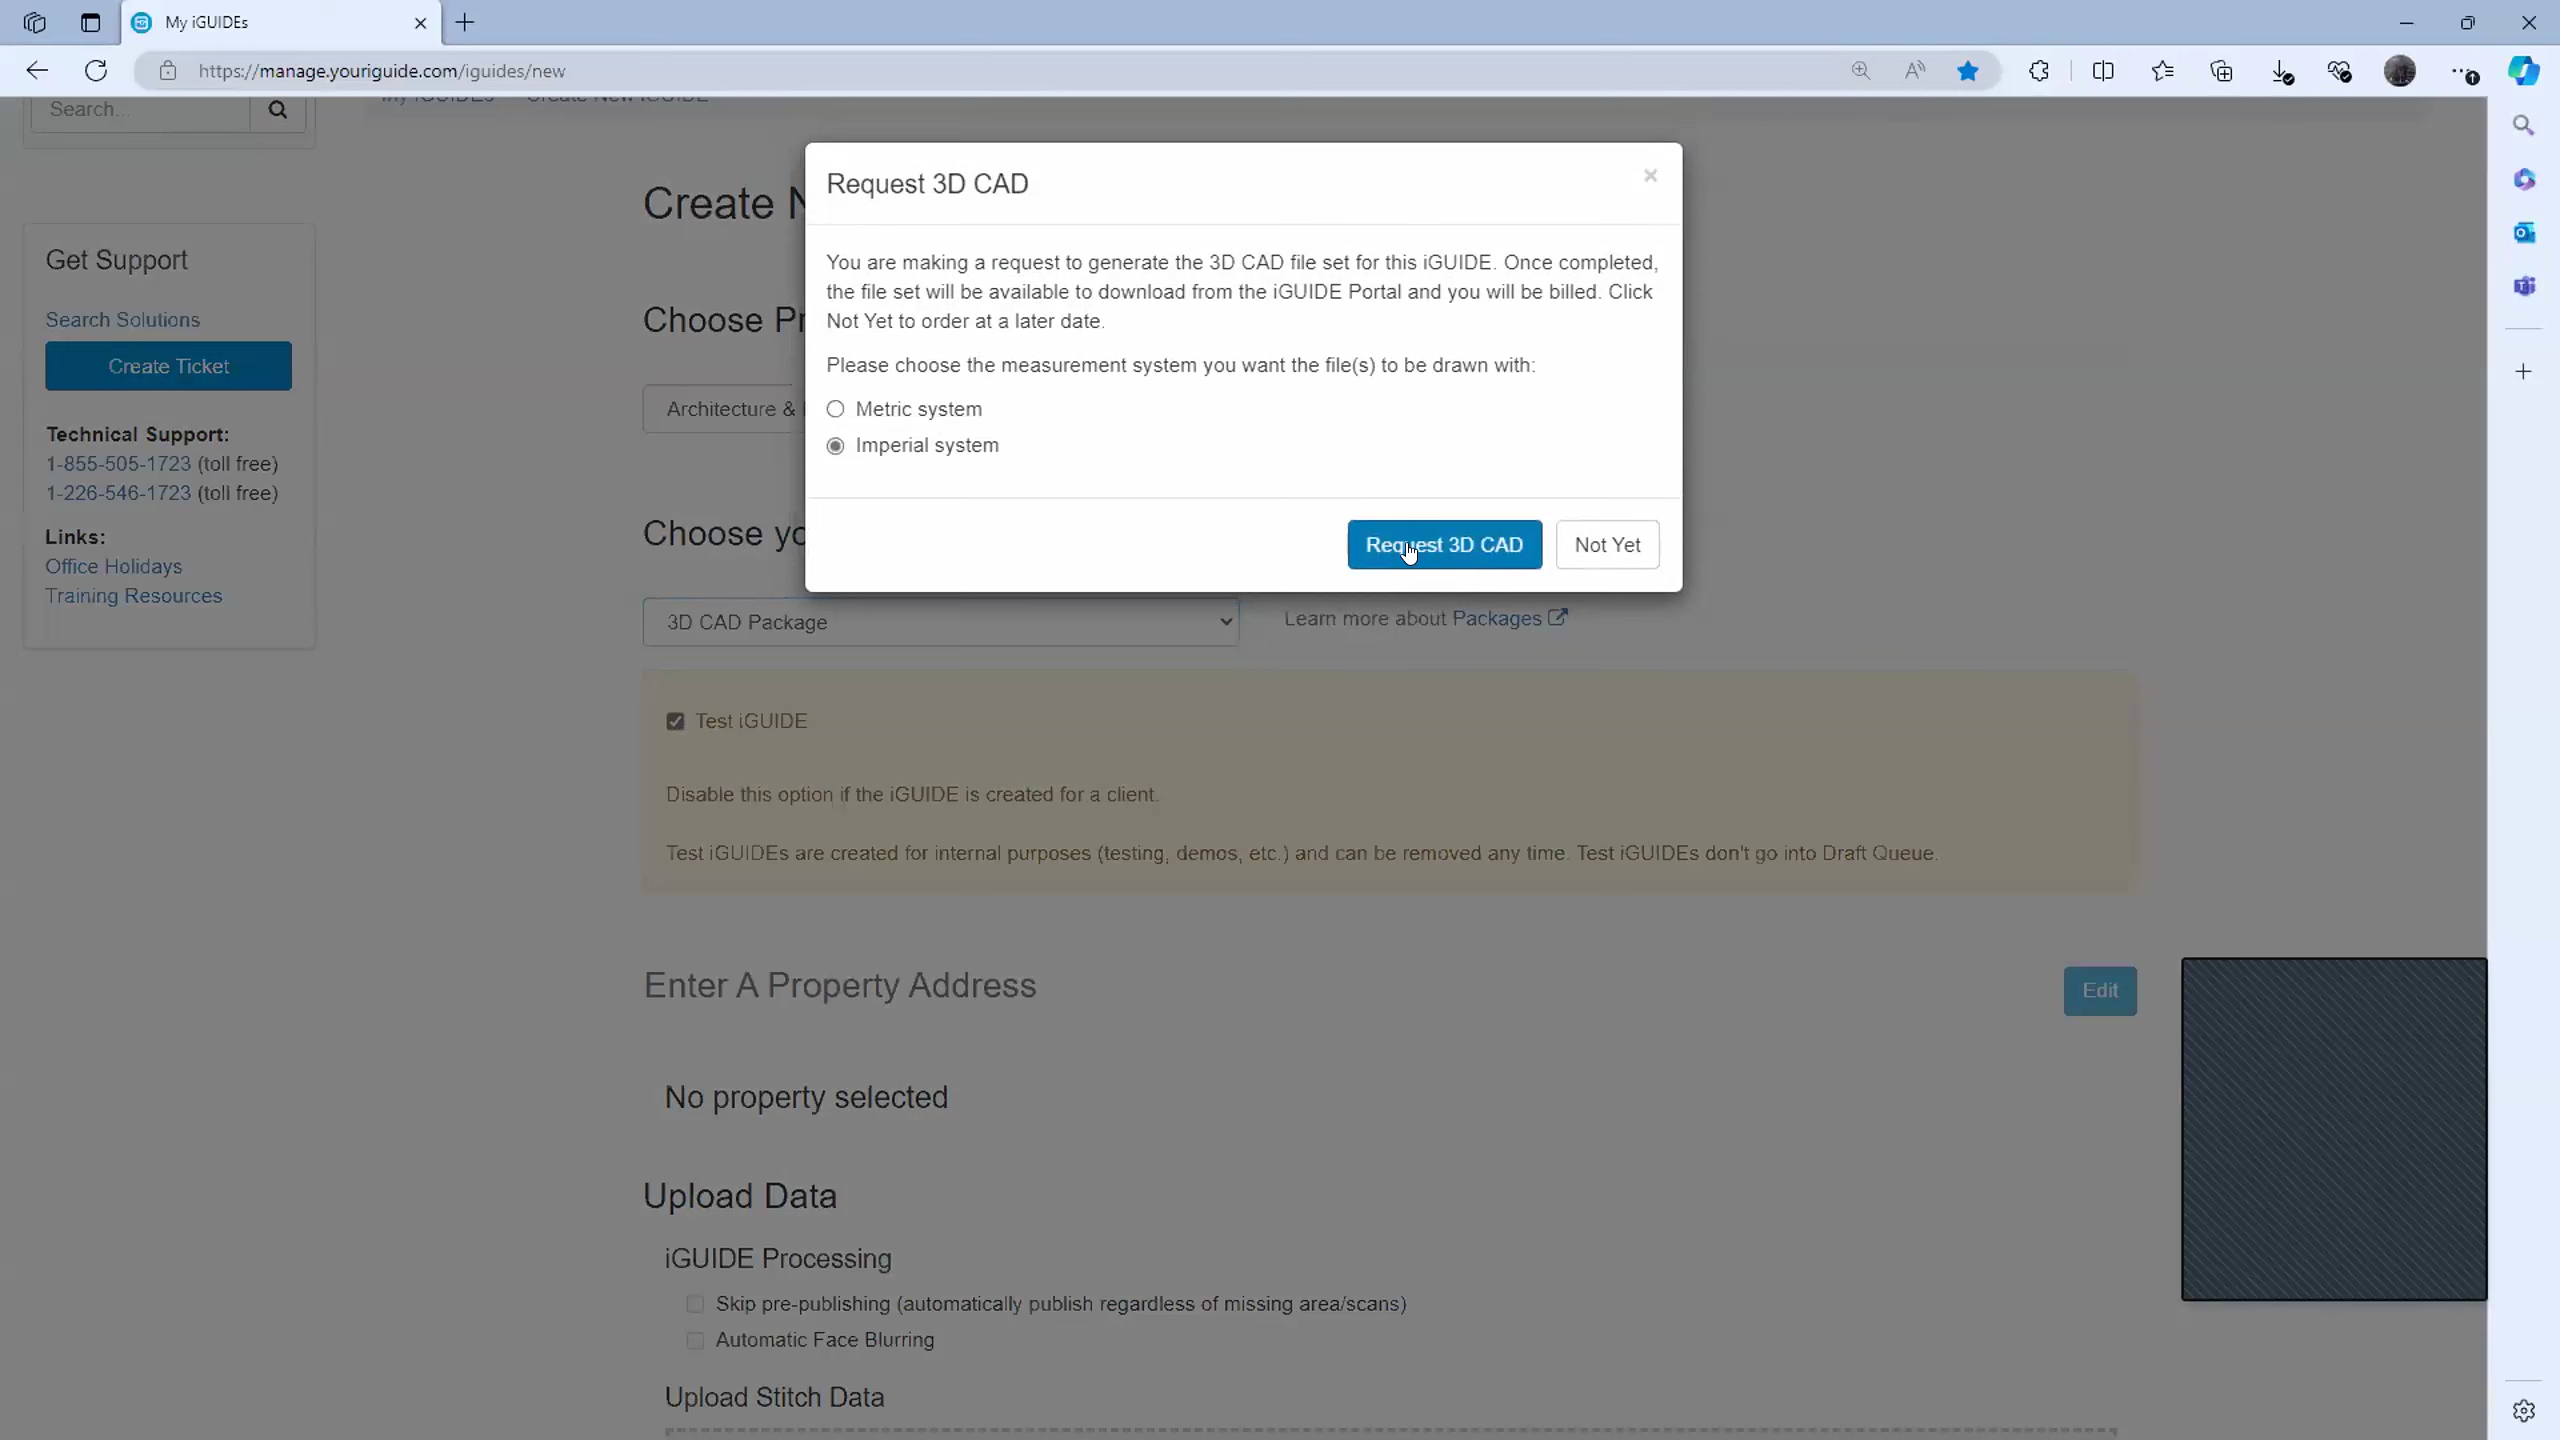 My iGUIDEs
https://manage.youriguide.com/iguides/new
Search...
My iGUIDEs Create New iGUIDE
Get Support
Search Solutions
Create Ticket
Technical Support:
1-855-505-1723 (toll free)
1-226-546-1723 (toll free)
Links:
Office Holidays
Training Resources
Create N
Choose Pr
Architecture &
Choose yo
Request 3D CAD
×
You are making a request to generate the 3D CAD file set for this iGUIDE. Once completed,
the file set will be available to download from the iGUIDE Portal and you will be billed. Click
Not Yet to order at a later date.
Please choose the measurement system you want the file(s) to be drawn with:
Metric system
Imperial system
Request 3D CAD
Not Yet
3D CAD Package
Learn more about Packages
Test iGUIDE
Disable this option if the iGUIDE is created for a client.
Test iGUIDEs are created for internal purposes (testing, demos, etc.) and can be removed any time. Test iGUIDEs don't go into Draft Queue.
Enter A Property Address
Edit
No property selected
Upload Data
iGUIDE Processing
Skip pre-publishing (automatically publish regardless of missing area/scans)
Automatic Face Blurring
Upload Stitch Data